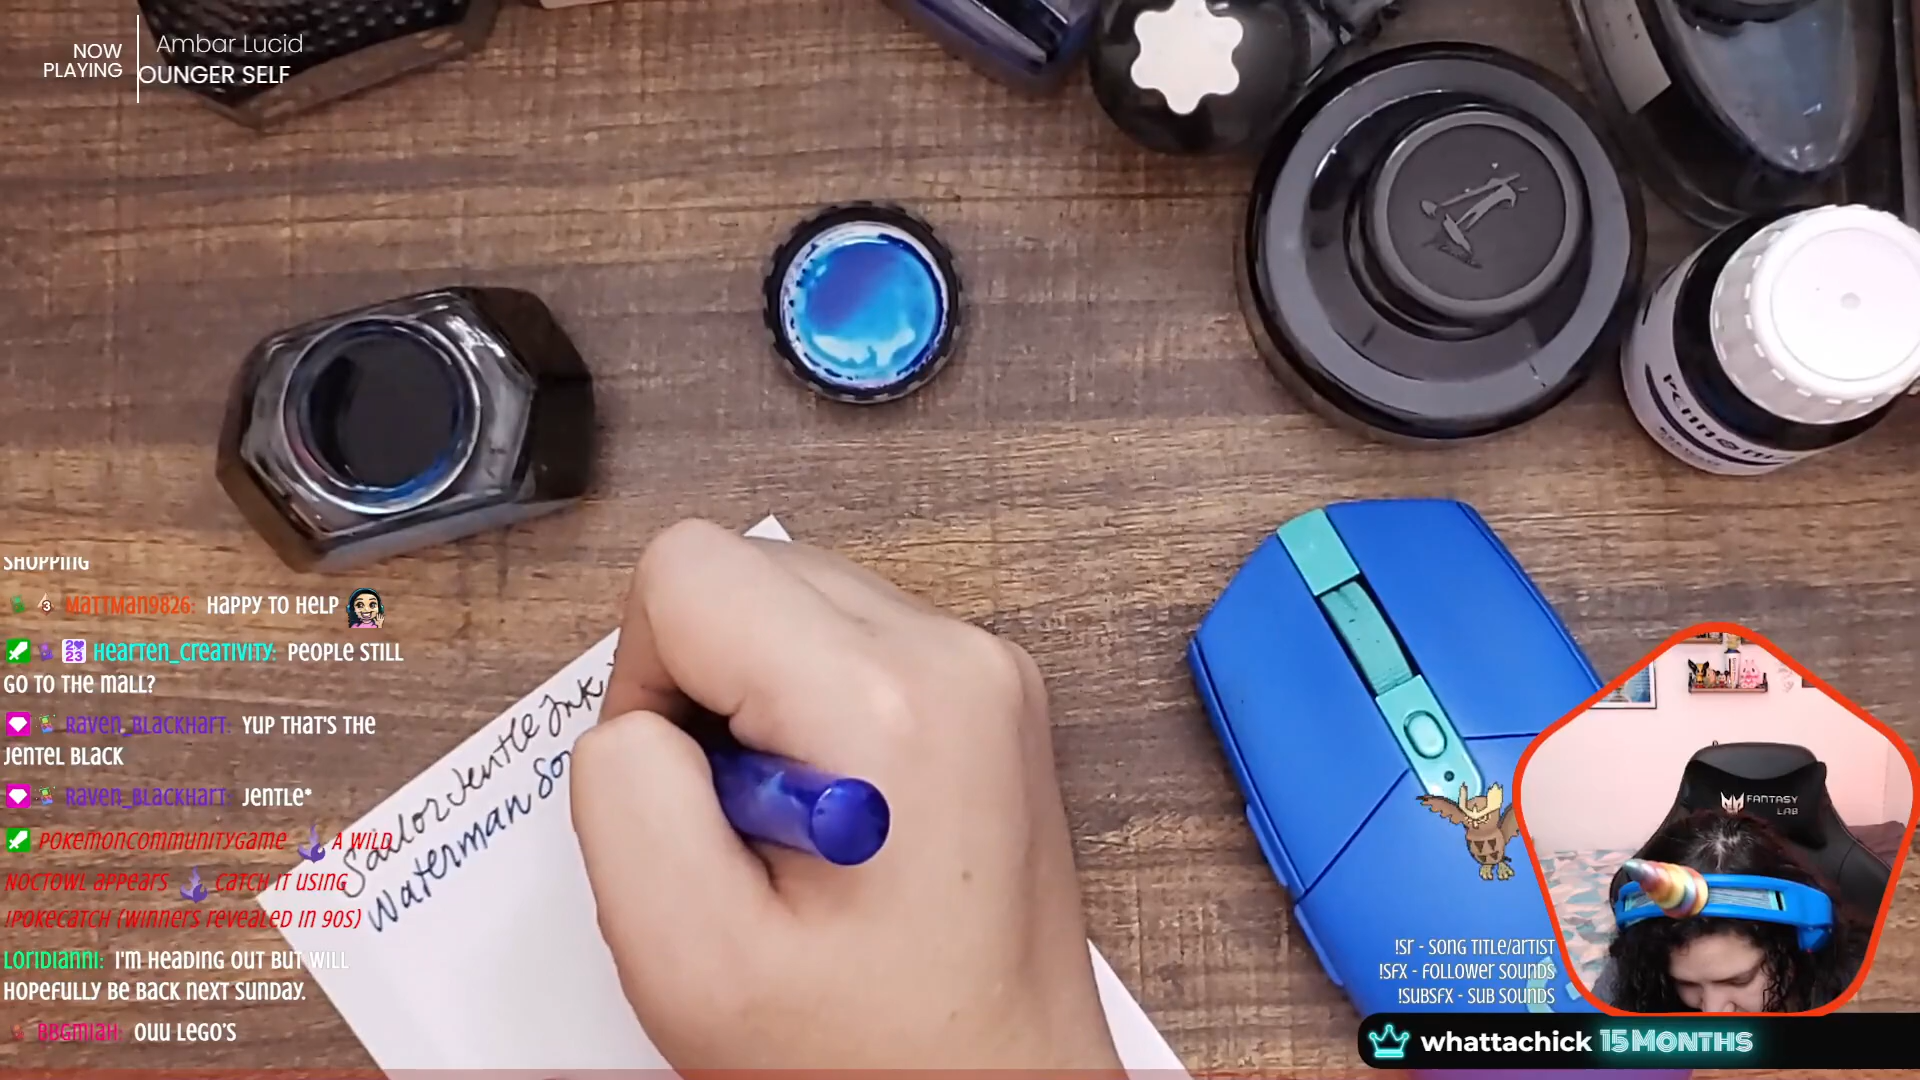 NOW PLAYING
Ambar Lucid
OUNGER SELF
SHOPPING
MATTMAN9826: HAPPY TO HELP
HEARTEN_CREATIVITY: PEOPLE STILL
GO TO THE MALL?
RAVEN_BLACKHART: YUP THAT'S THE
JENTEL BLACK
RAVEN_BLACKHART: JENTLE*
POKEMONCOMMUNITYGAME A WILD
NOCTOWL APPEARS CATCH IT USING
!POKECATCH (WINNERS REVEALED IN 90S)
LORIDIANNI: I'M HEADING OUT BUT WILL
HOPEFULLY BE BACK NEXT SUNDAY.
BBGMIAH: OUU LEGO'S
Sailor Jentle Ink
Waterman
FANTASY
LAB
!SR - SONG TITLE/ARTIST
!SFX - FOLLOWER SOUNDS
!SUBSFX - SUB SOUNDS
whattachick 15 MONTHS